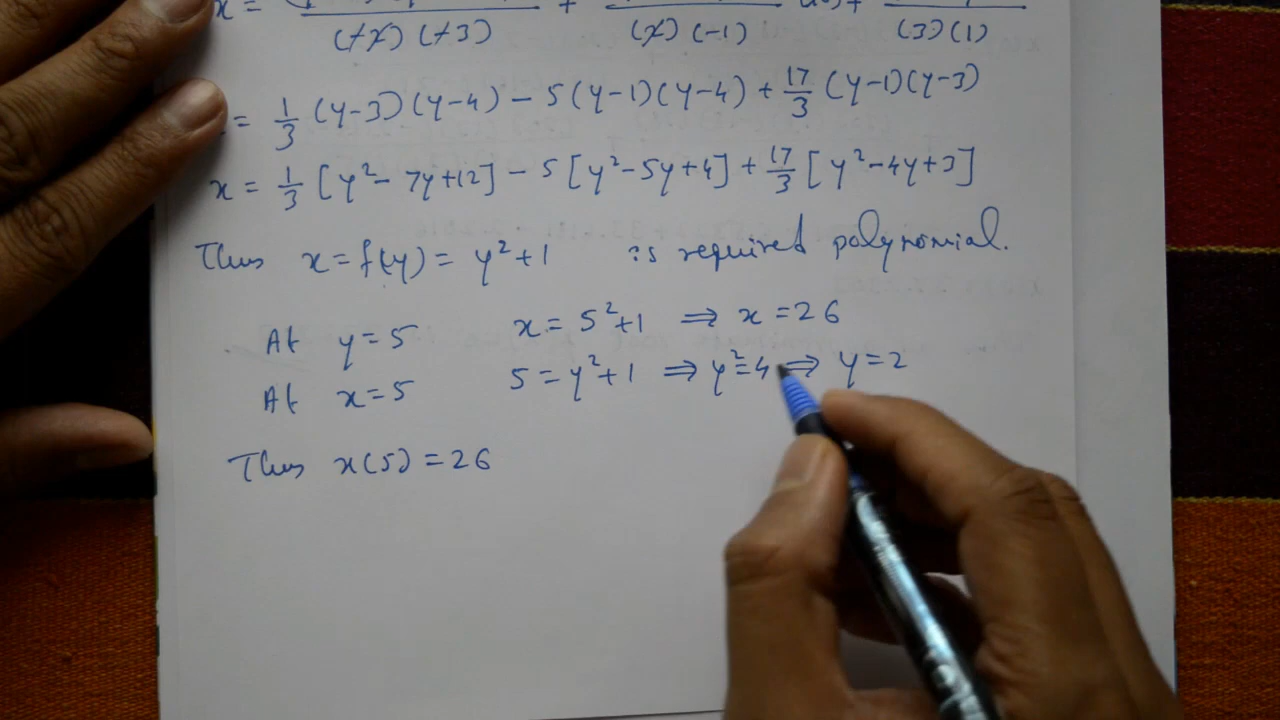 x = +
(+x) (+3) (x) (-1) (3) (1)
= 1/3 (y-3)(y-4) - 5(y-1)(y-4) + 17/3 (y-1)(y-3)
x = 1/3 [y²- 7y+12] - 5 [y²-5y+4] + 17/3 [y²-4y+3]
Thus x = f(y) = y²+1 is required polynomial.
At y = 5 x = 5²+1 ⇒ x = 26
At x = 5 5 = y²+1 ⇒ y²=4 ⇒ y = 2
Thus x(5) = 26